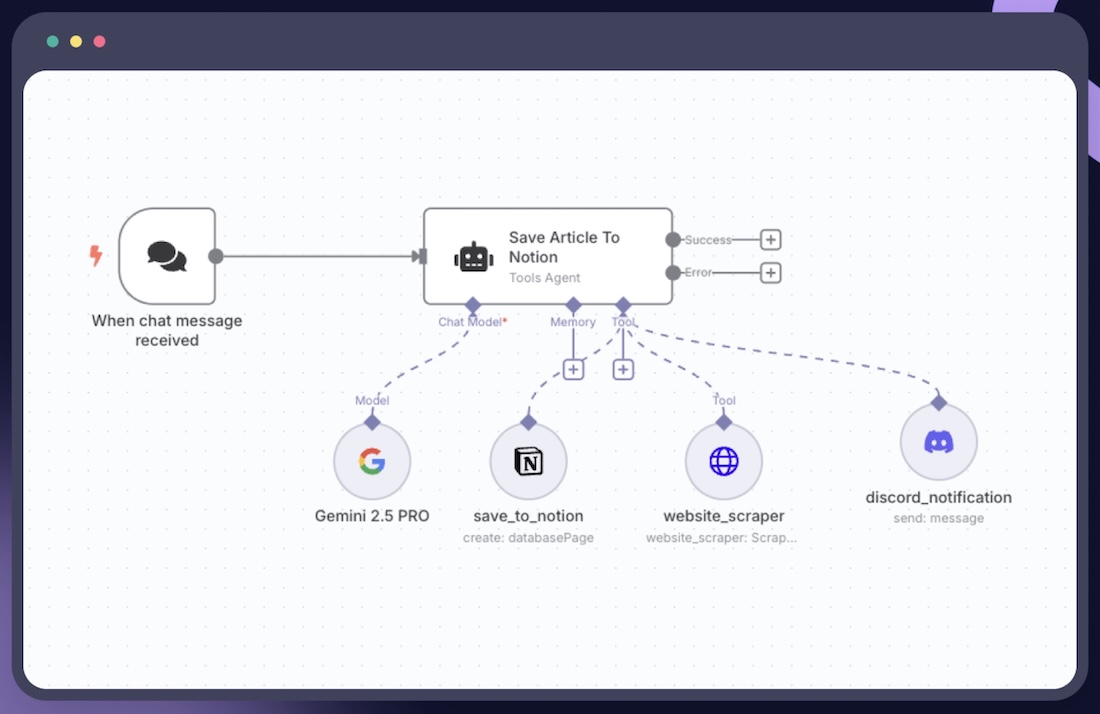 Save Article To
Notion
Tools Agent
Success
Error
When chat message
received
Chat Model*
Memory
Tool
Model
Tool
Gemini 2.5 PRO
save_to_notion
create: databasePage
website_scraper
website_scraper: Scrap...
discord_notification
send: message